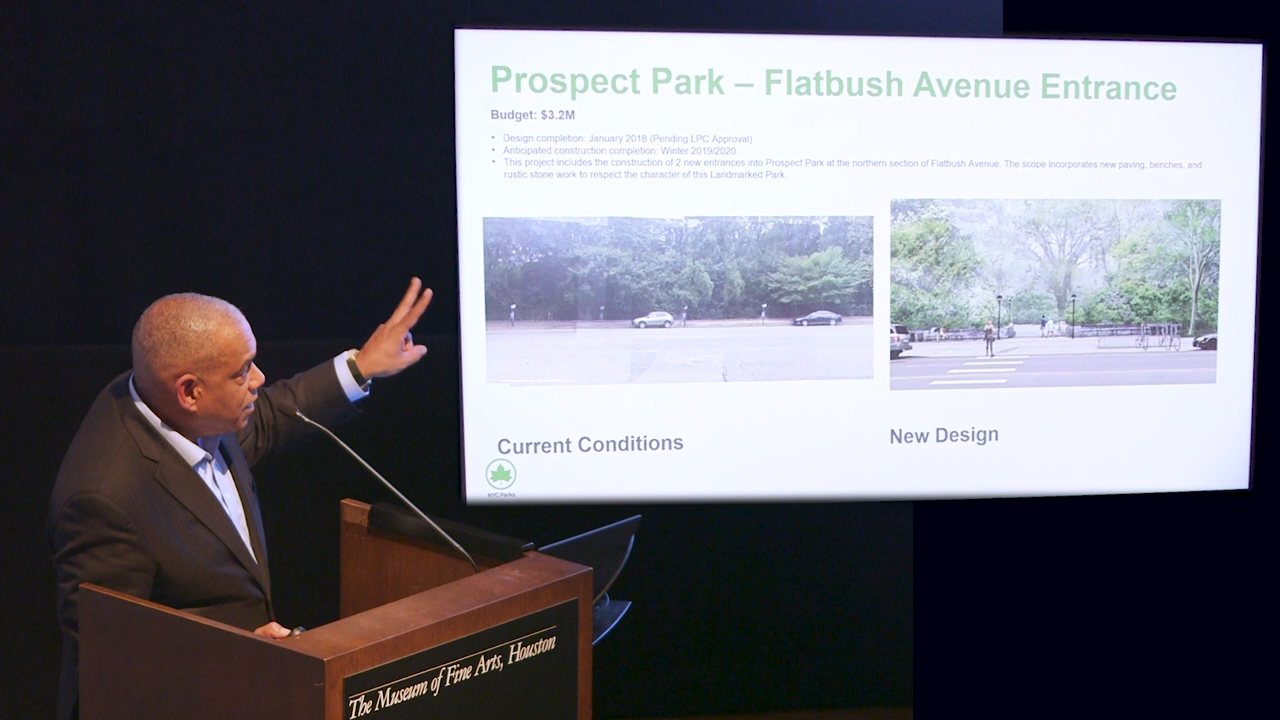 Prospect Park – Flatbush Avenue Entrance
Budget: $3.2M
• Design completion: January 2018 (Pending LPC Approval)
• Anticipated construction completion: Winter 2019/2020
• This project includes the construction of 2 new entrances into Prospect Park at the northern section of Flatbush Avenue. The scope incorporates new paving, benches, and
rustic stone work to respect the character of this Landmarked Park.
Current Conditions
New Design
NYC Parks
The Museum of Fine Arts, Houston